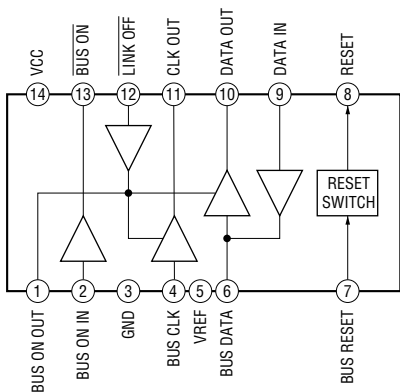 VCC
BUS ON
LINK OFF
CLK OUT
DATA OUT
DATA IN
RESET
14
13
12
11
10
9
8
RESET
SWITCH
1
2
3
4
5
6
7
BUS ON OUT
BUS ON IN
GND
BUS CLK
VREF
BUS DATA
BUS RESET